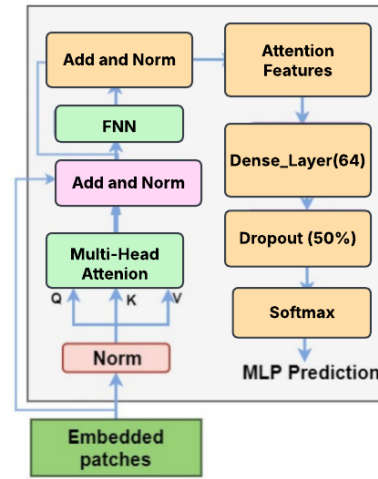 Add and Norm
FNN
Add and Norm
Multi-Head
Attenion
Q K V
Norm
Embedded
patches
Attention
Features
Dense_Layer(64)
Dropout (50%)
Softmax
MLP Prediction